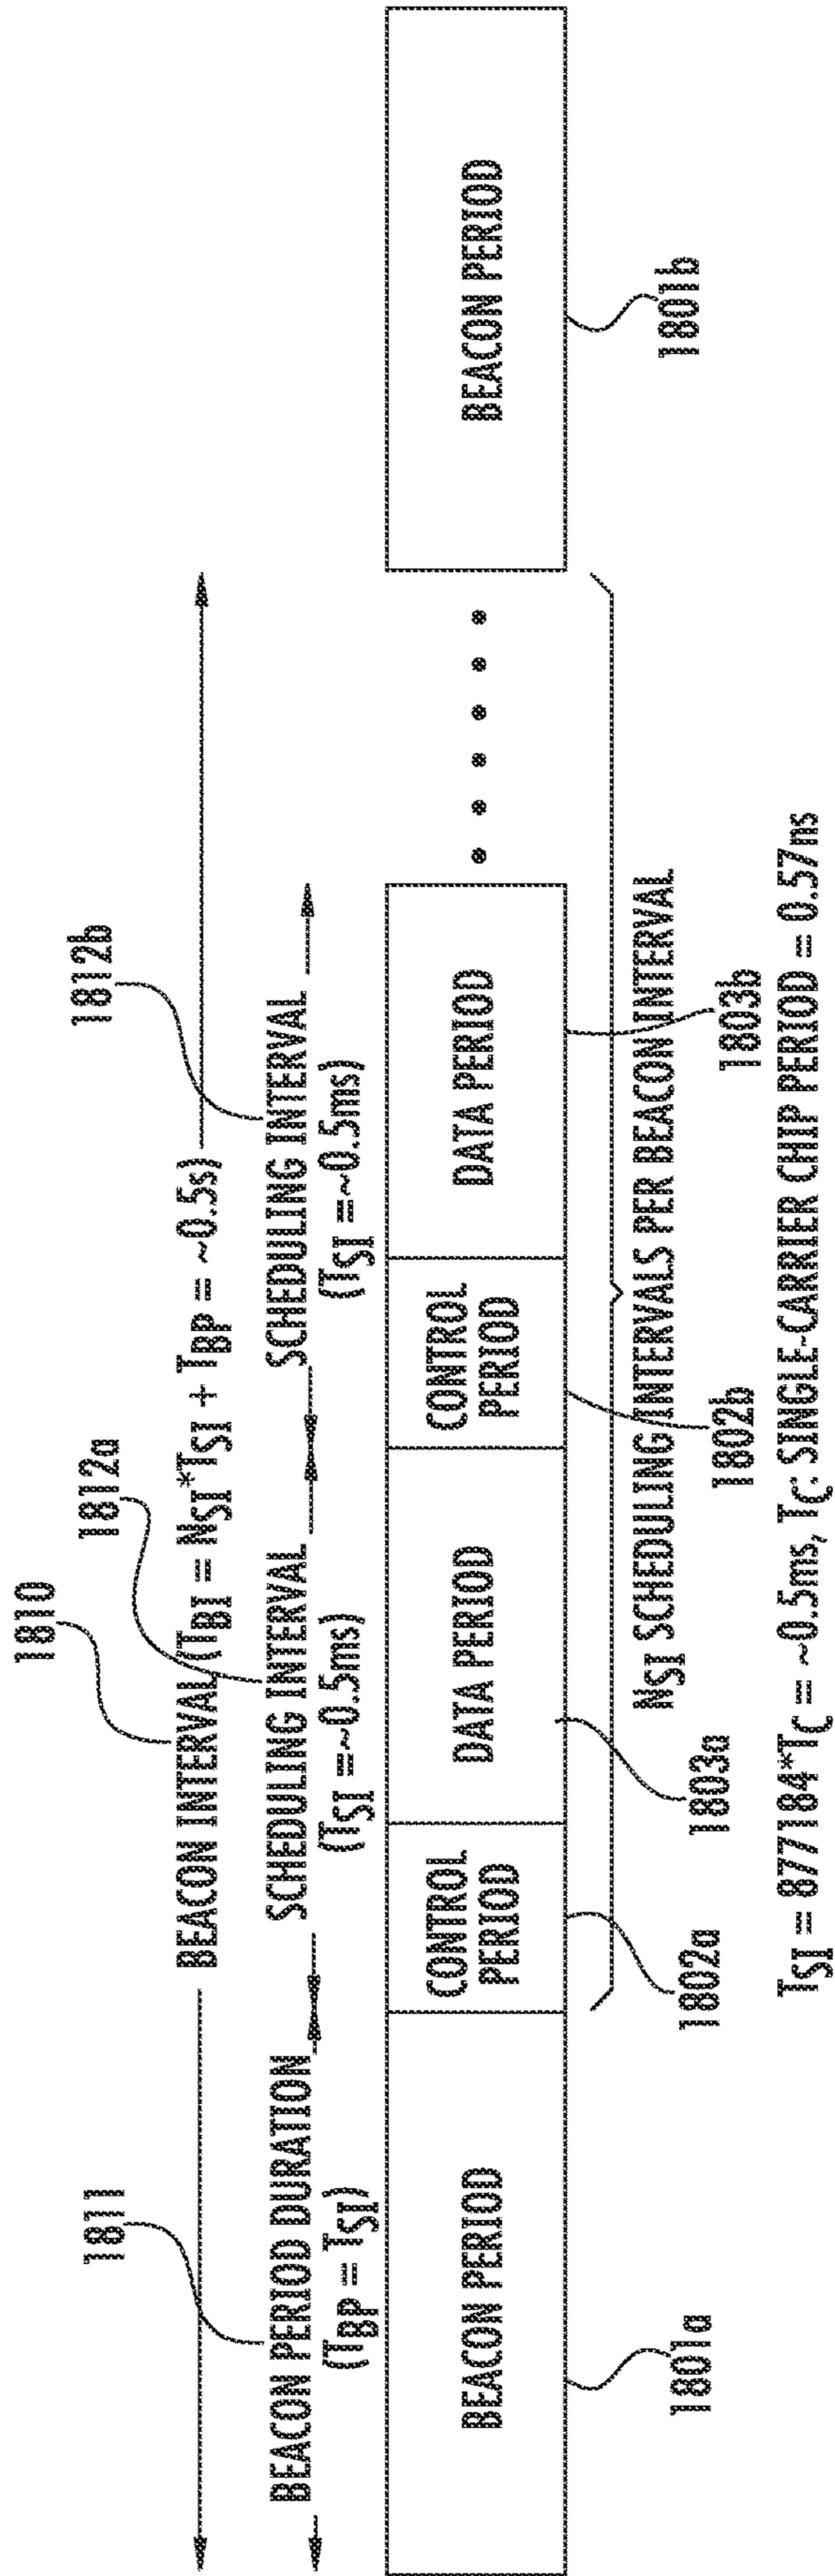 1810
BEACON INTERVAL (TBI = NSI*TSI + TBP = ~0.5s)
1811
1812a
1812b
BEACON PERIOD DURATION
(TBP = TSI)
SCHEDULING INTERVAL
(TSI =~0.5ms)
SCHEDULING INTERVAL
(TSI =~0.5ms)
BEACON PERIOD
CONTROL
PERIOD
DATA PERIOD
CONTROL
PERIOD
DATA PERIOD
BEACON PERIOD
1801a
1802a
1803a
1802b
1803b
1801b
NSI SCHEDULING INTERVALS PER BEACON INTERVAL
TSI = 877184*TC = ~0.5ms, TC: SINGLE-CARRIER CHIP PERIOD = 0.57ns